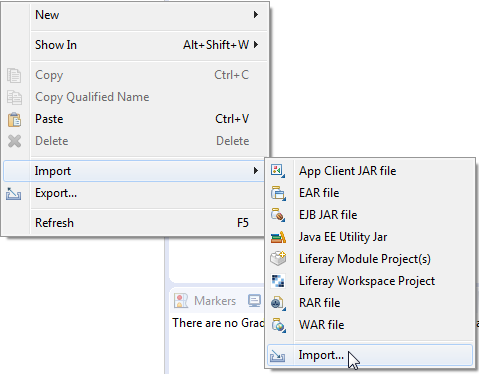 New
Show In Alt+Shift+W
Copy Ctrl+C
Copy Qualified Name
Paste Ctrl+V
Delete Delete
Import
Export...
Refresh F5
App Client JAR file
EAR file
EJB JAR file
Java EE Utility Jar
Liferay Module Project(s)
Liferay Workspace Project
RAR file
WAR file
Import...
Markers
There are no